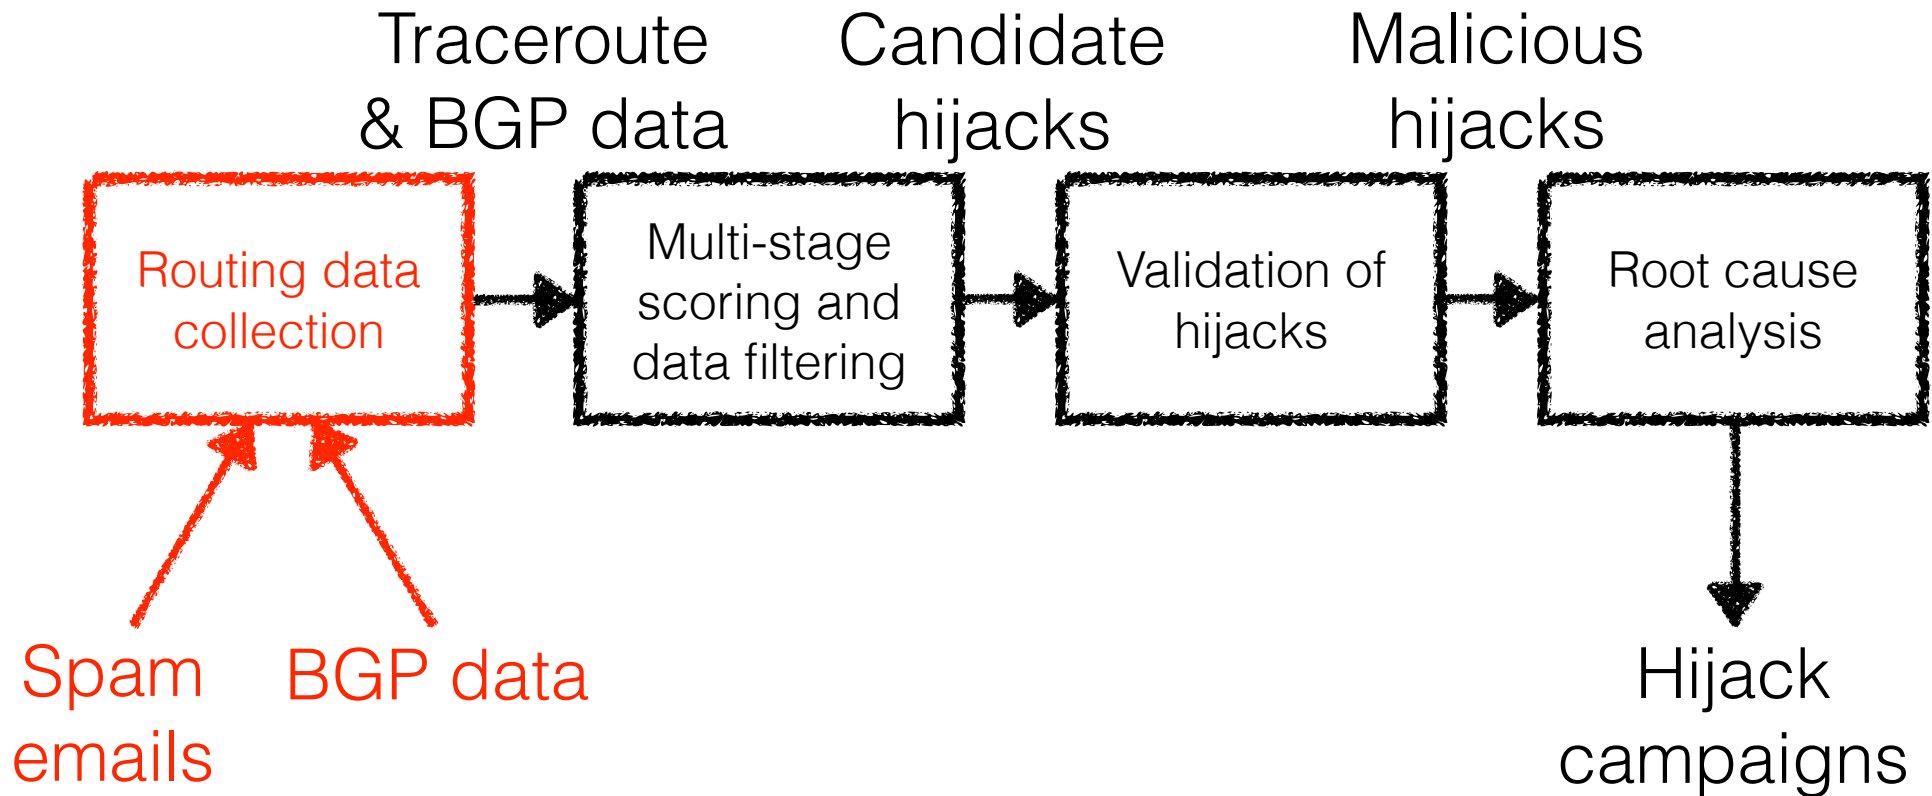 Traceroute
& BGP data
Candidate
hijacks
Malicious
hijacks
Routing data
collection
Multi-stage
scoring and
data filtering
Validation of
hijacks
Root cause
analysis
Spam
emails
BGP data
Hijack
campaigns